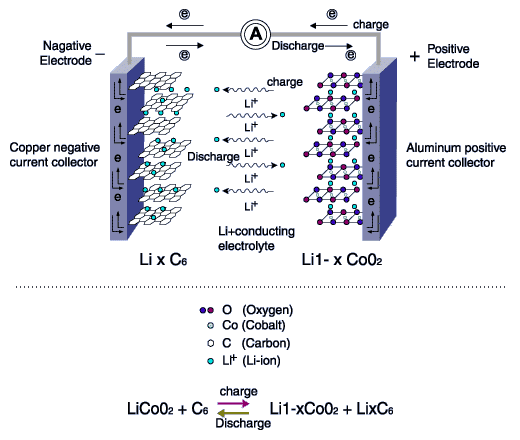 e
e
charge
A
Nagative
Electrode
−
e
Discharge
e
+
Positive
Electrode
charge
Li+
e
e
Li+
Copper negative
current collector
e
Discharge
Li+
e
Aluminum positive
current collector
Li+
e
e
Li+
Li+conducting
electrolyte
Li x C6
Li1- x Co02
O (Oxygen)
Co (Cobalt)
C (Carbon)
Li+ (Li-ion)
charge
LiCo02 + C6
Li1-xCo02 + LixC6
Discharge